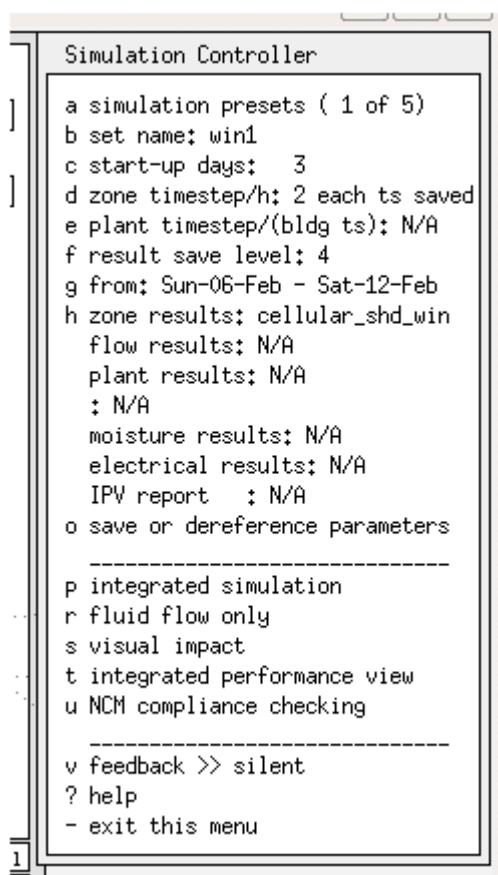 Simulation Controller
a simulation presets ( 1 of 5)
b set name: win1
c start-up days:   3
d zone timestep/h: 2 each ts saved
e plant timestep/(bldg ts): N/A
f result save level: 4
g from: Sun-06-Feb - Sat-12-Feb
h zone results: cellular_shd_win
flow results: N/A
plant results: N/A
: N/A
moisture results: N/A
electrical results: N/A
IPV report   : N/A
o save or dereference parameters
p integrated simulation
r fluid flow only
s visual impact
t integrated performance view
u NCM compliance checking
v feedback >> silent
? help
- exit this menu
1